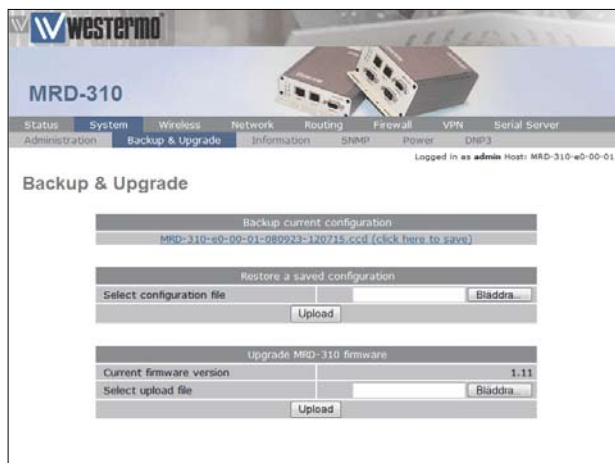 westermo
MRD-310
Status System Wireless Network Routing Firewall VPN Serial Server
Administration Backup & Upgrade Information SNMP Power DNP3
Logged in as admin Host: MRD-310-e0-00-01
Backup & Upgrade
Backup current configuration
MRD-310-e0-00-01-080923-120715.ccd (click here to save)
Restore a saved configuration
Select configuration file Bläddra...
Upload
Upgrade MRD-310 firmware
Current firmware version 1.11
Select upload file Bläddra...
Upload